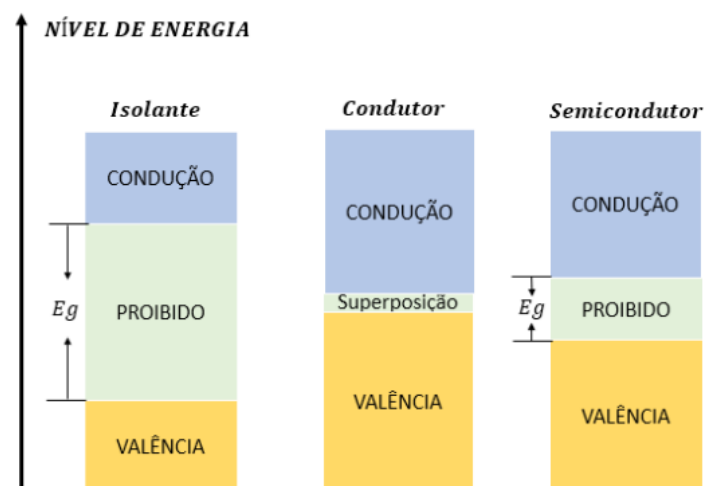 NÍVEL DE ENERGIA
Isolante
Condutor
Semicondutor
CONDUÇÃO
CONDUÇÃO
CONDUÇÃO
Eg
PROIBIDO
Superposição
Eg
PROIBIDO
VALÊNCIA
VALÊNCIA
VALÊNCIA